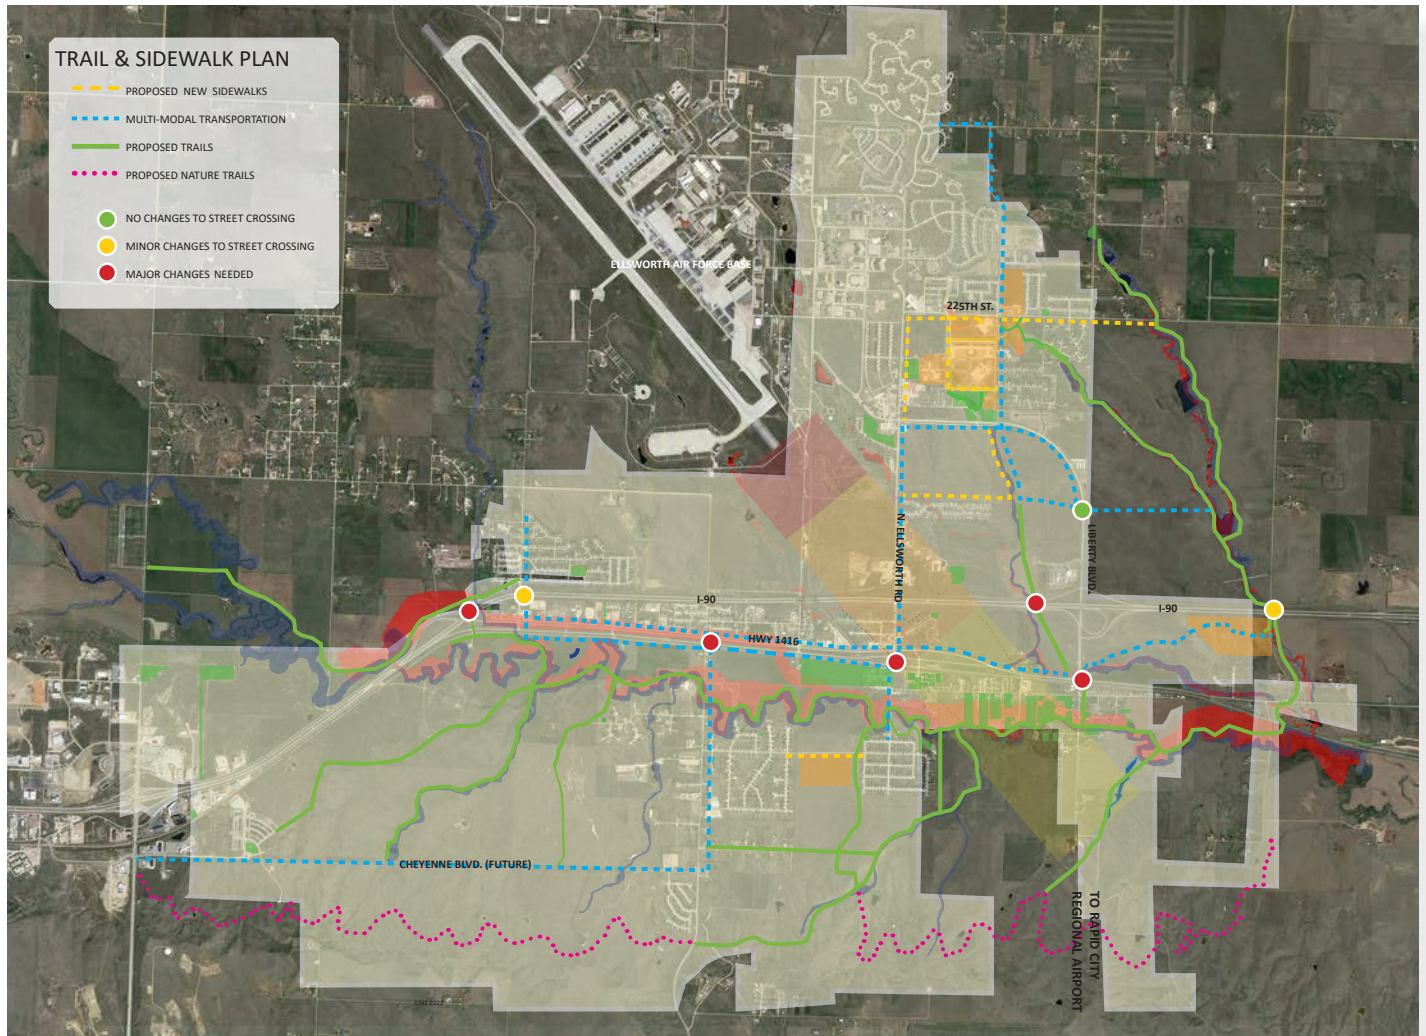 TRAIL & SIDEWALK PLAN
PROPOSED NEW SIDEWALKS
MULTI-MODAL TRANSPORTATION
PROPOSED TRAILS
PROPOSED NATURE TRAILS
NO CHANGES TO STREET CROSSING
MINOR CHANGES TO STREET CROSSING
MAJOR CHANGES NEEDED
ELLSWORTH AIR FORCE BASE
225TH ST.
N. ELLSWORTH RD
LIBERTY BLVD.
I-90
I-90
HWY 1416
CHEYENNE BLVD. (FUTURE)
TO RAPID CITY
REGIONAL AIRPORT